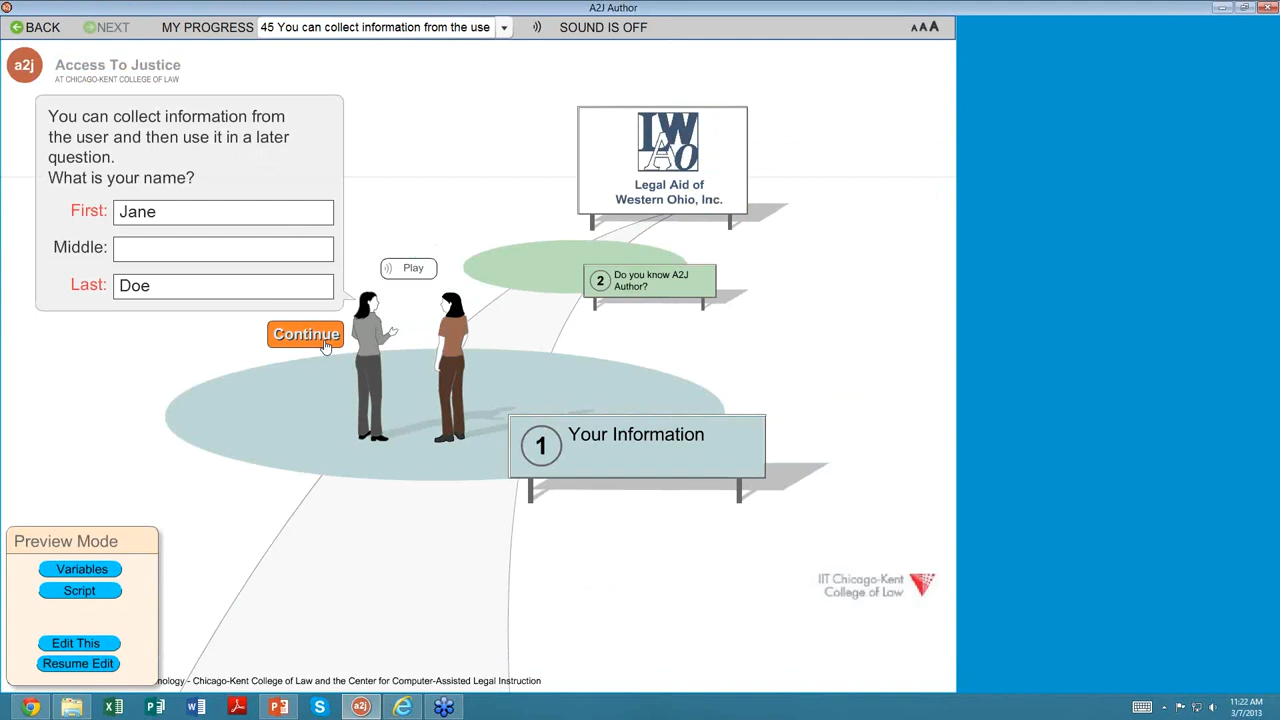 A2J Author
BACK NEXT MY PROGRESS 45 You can collect information from the use SOUND IS OFF AAA
a2j Access To Justice
AT CHICAGO-KENT COLLEGE OF LAW
You can collect information from
the user and then use it in a later
question.
What is your name?
First: Jane
Middle:
Last: Doe
Continue
Play
LWAO
Legal Aid of
Western Ohio, Inc.
2 Do you know A2J
Author?
1 Your Information
Preview Mode
Variables
Script
Edit This
Resume Edit
IIT Chicago-Kent
College of Law
nology - Chicago-Kent College of Law and the Center for Computer-Assisted Legal Instruction
a2j
11:22 AM
3/7/2013